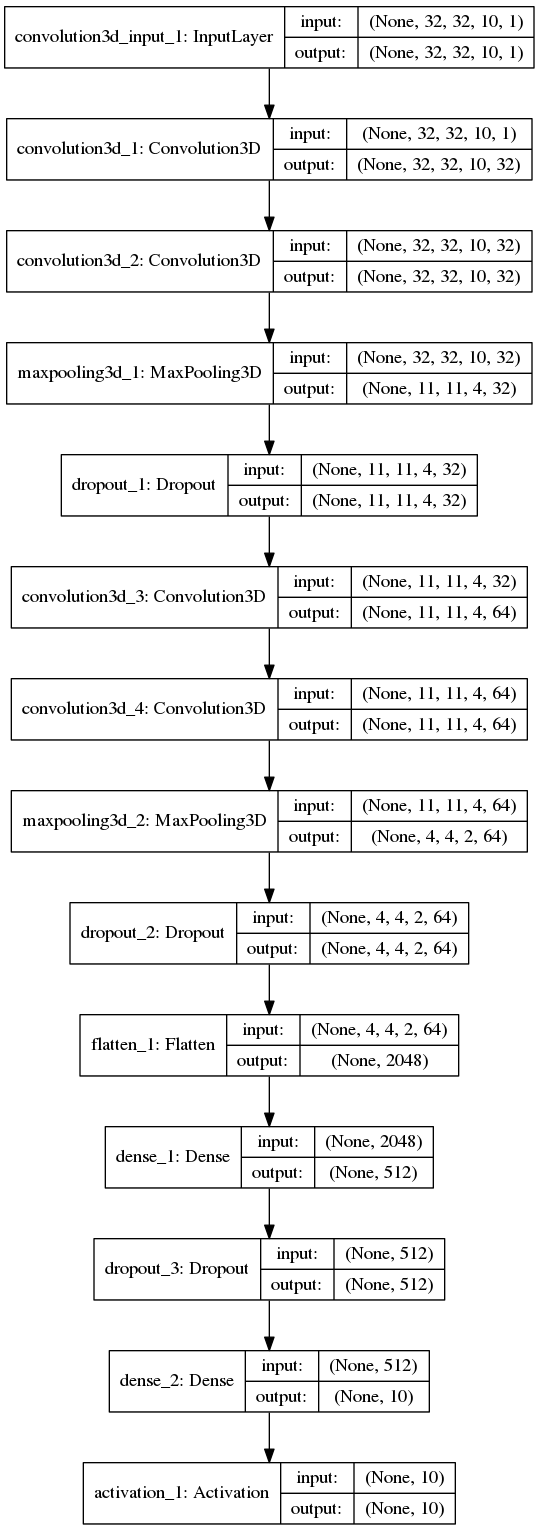 convolution3d_input_1: InputLayer
input: (None, 32, 32, 10, 1)
output: (None, 32, 32, 10, 1)
convolution3d_1: Convolution3D
input: (None, 32, 32, 10, 1)
output: (None, 32, 32, 10, 32)
convolution3d_2: Convolution3D
input: (None, 32, 32, 10, 32)
output: (None, 32, 32, 10, 32)
maxpooling3d_1: MaxPooling3D
input: (None, 32, 32, 10, 32)
output: (None, 11, 11, 4, 32)
dropout_1: Dropout
input: (None, 11, 11, 4, 32)
output: (None, 11, 11, 4, 32)
convolution3d_3: Convolution3D
input: (None, 11, 11, 4, 32)
output: (None, 11, 11, 4, 64)
convolution3d_4: Convolution3D
input: (None, 11, 11, 4, 64)
output: (None, 11, 11, 4, 64)
maxpooling3d_2: MaxPooling3D
input: (None, 11, 11, 4, 64)
output: (None, 4, 4, 2, 64)
dropout_2: Dropout
input: (None, 4, 4, 2, 64)
output: (None, 4, 4, 2, 64)
flatten_1: Flatten
input: (None, 4, 4, 2, 64)
output: (None, 2048)
dense_1: Dense
input: (None, 2048)
output: (None, 512)
dropout_3: Dropout
input: (None, 512)
output: (None, 512)
dense_2: Dense
input: (None, 512)
output: (None, 10)
activation_1: Activation
input: (None, 10)
output: (None, 10)